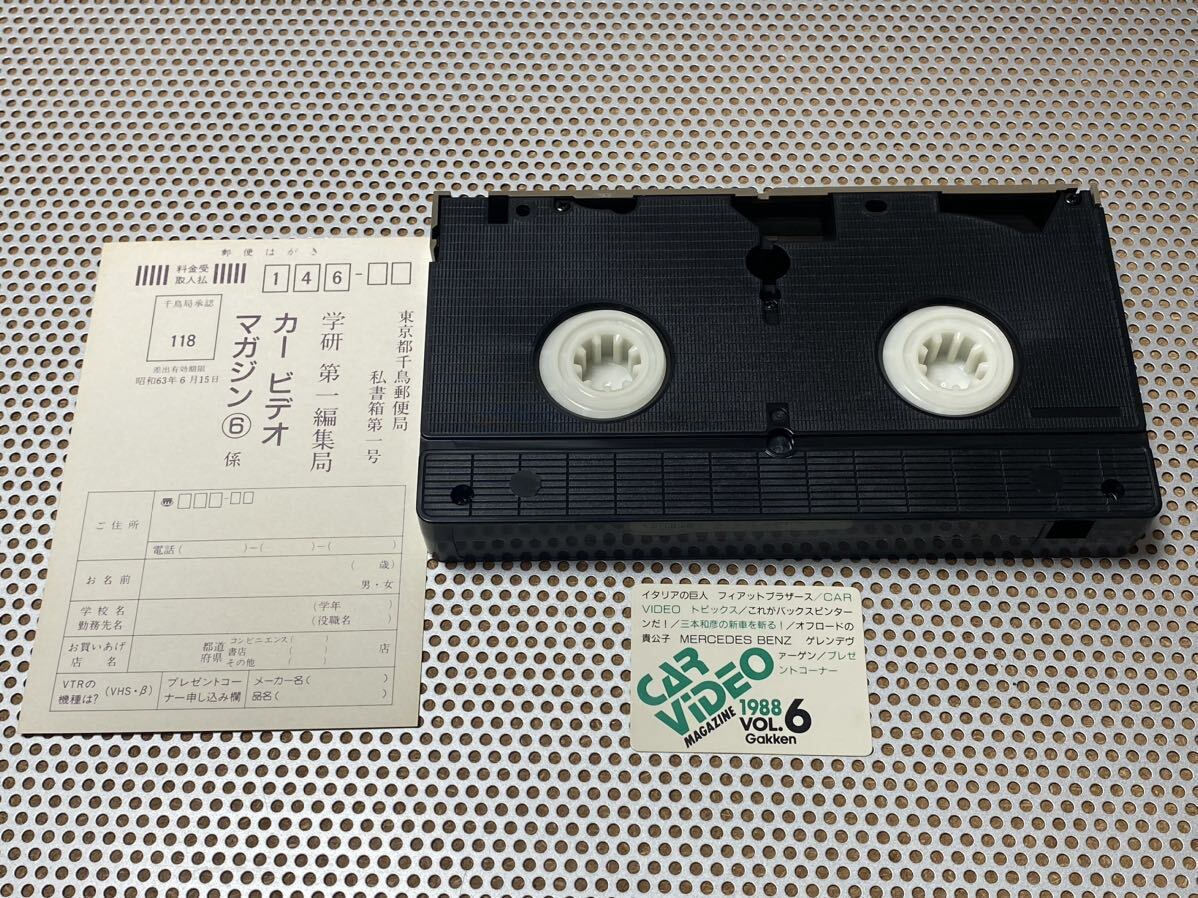 郵便はがき
料金受
取人払
146-
千鳥局承認
118
差出有効期限
昭和63年6月15日
東京都千鳥郵便局
私書箱第一号
学研 第一編集局
カー ビデオ
マガジン⑥係
ご住所
電話( )-( )-( )
お名前
(歳)
男・女
学校名
勤務先名
(学年 )
(役職名 )
お買いあげ
店名
都道
府県
コンビニエンス( )
書店 ( )
その他 ( )
店
VTRの
機種は?
(VHS・β)
プレゼントコー
ナー申し込み欄
メーカー名( )
品名( )
イタリアの巨人 フィアットブラザース/CAR
VIDEO トピックス/これがバックスピンター
ンだ!/三本和彦の新車を斬る!/オフロードの
貴公子 MERCEDES BENZ ゲレンデヴ
ァーゲン/プレゼ
ントコーナー
CAR
VIDEO
MAGAZINE
1988
VOL.6
Gakken